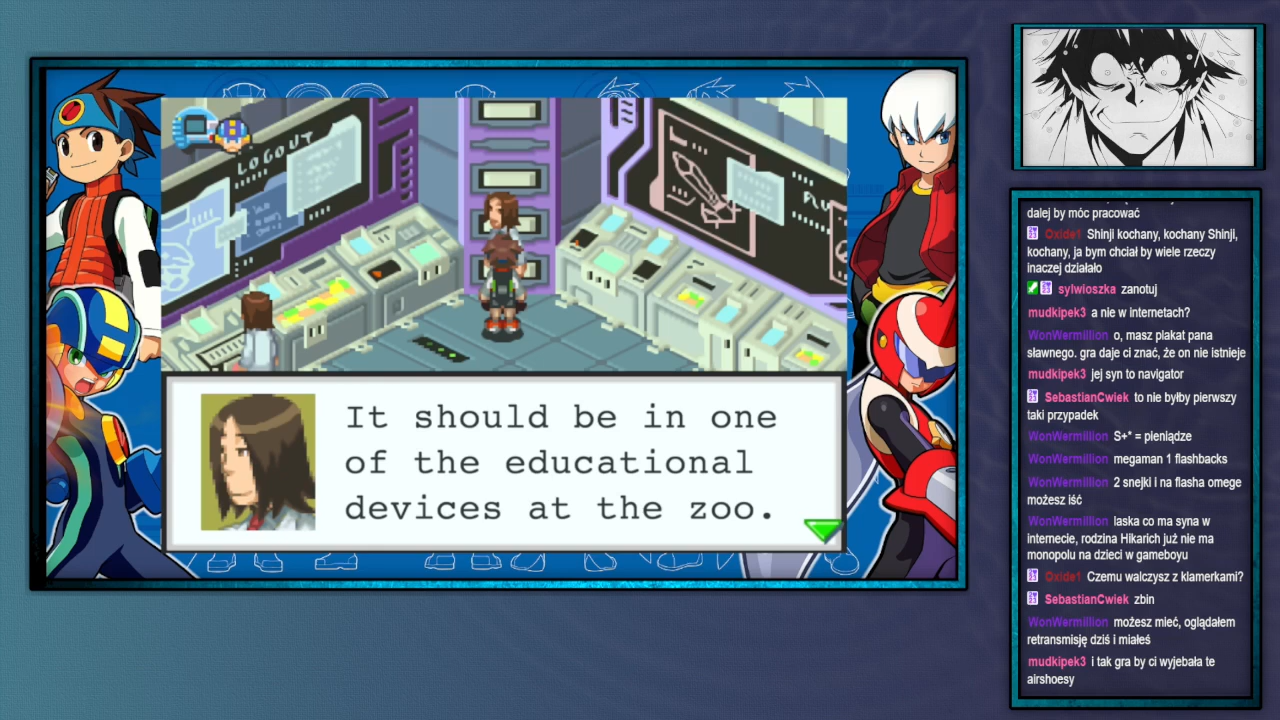 LOGOUT
It should be in one
of the educational
devices at the zoo.
dalej by móc pracować
Oxide1 Shinji kochany, kochany Shinji,
kochany, ja bym chciał by wiele rzeczy
inaczej działało
sylwioszka zanotuj
mudkipek3 a nie w internetach?
WonWermillion o, masz plakat pana
sławnego. gra daje ci znać, że on nie istnieje
mudkipek3 jej syn to navigator
SebastianCwiek to nie byłby pierwszy
taki przypadek
WonWermillion S+* = pieniądze
WonWermillion megaman 1 flashbacks
WonWermillion 2 snejki i na flasha omege
możesz iść
WonWermillion laska co ma syna w
internecie, rodzina Hikarich już nie ma
monopolu na dzieci w gameboyu
Oxide1 Czemu walczysz z klamerkami?
SebastianCwiek zbin
WonWermillion możesz mieć, oglądałem
retransmisję dziś i miałeś
mudkipek3 i tak gra by ci wyjebała te
airshoesy